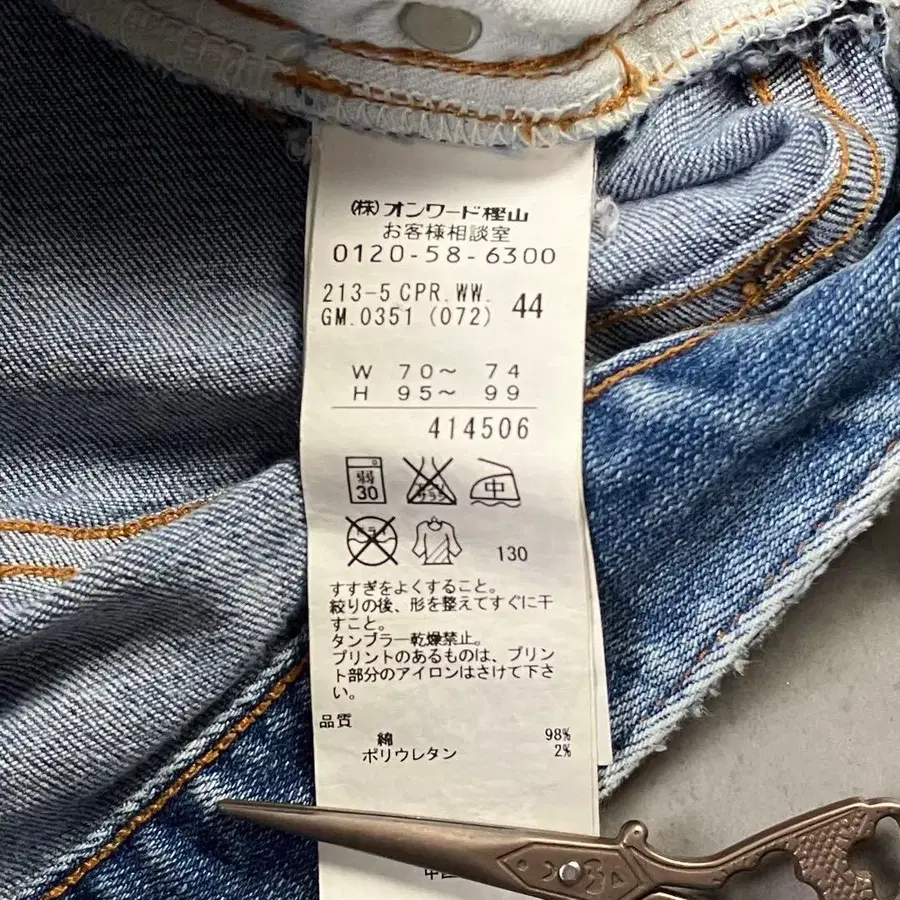 (株)オンワード樫山
お客様相談室
0120-58-6300
213-5 CPR.WW. 44
GM.0351 (072)
W 70～ 74
H 95～ 99
414506
弱
30
中
130
すすぎをよくすること。
絞りの後、形を整えてすぐに干
すこと。
タンブラー乾燥禁止。
プリントのあるものは、プリン
ト部分のアイロンはさけて下さ
い。
品質
綿 98%
ポリウレタン 2%